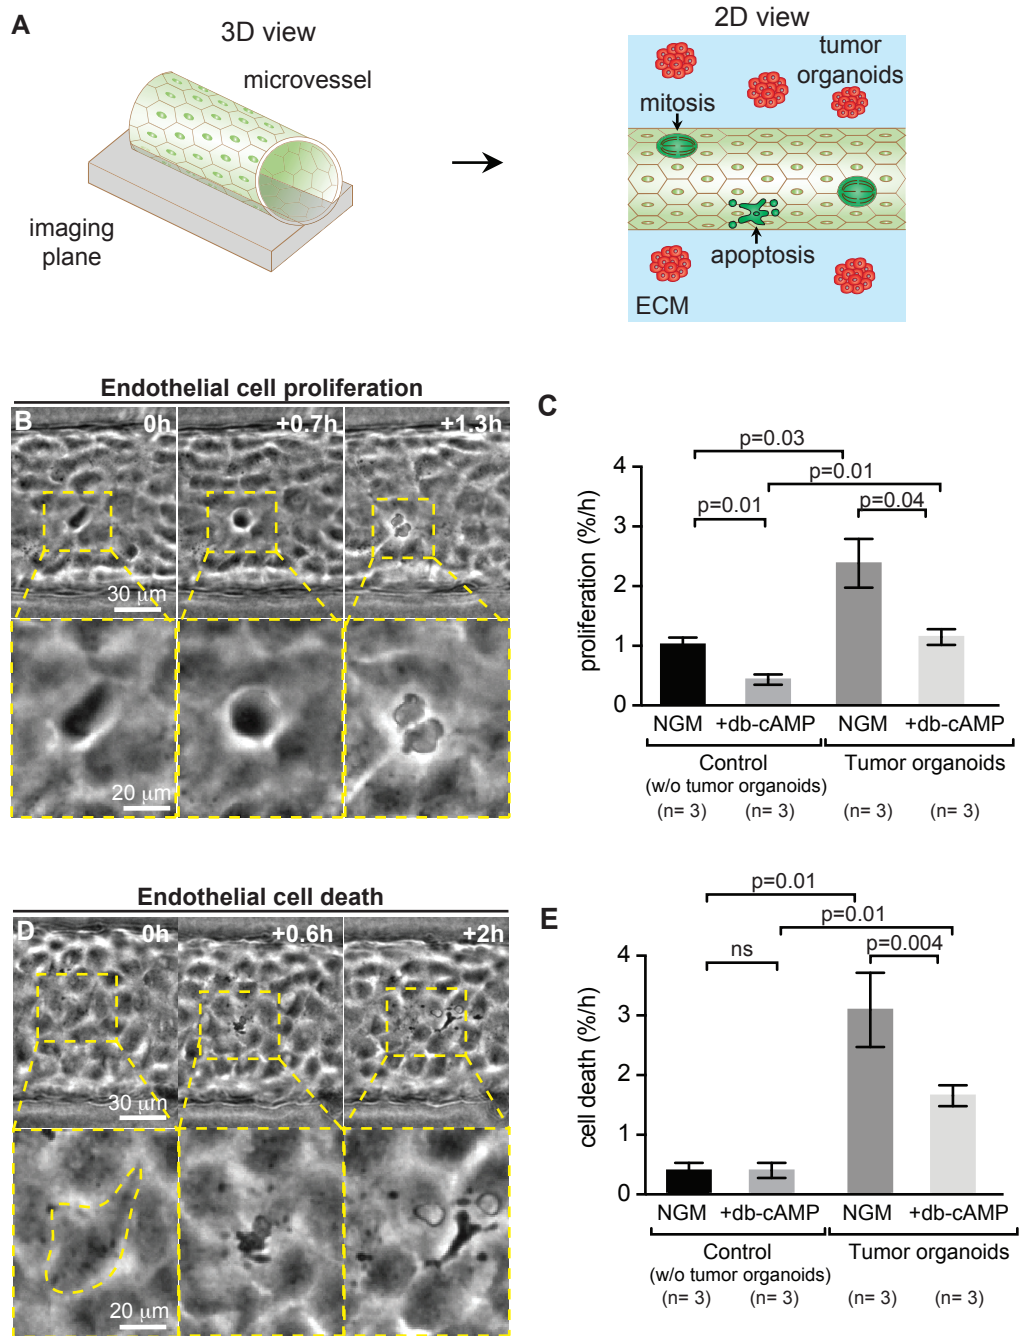 A
3D view
microvessel
imaging
plane
2D view
tumor
organoids
mitosis
apoptosis
ECM
Endothelial cell proliferation
B
0h
+0.7h
+1.3h
30 μm
20 μm
C
p=0.03
p=0.01
p=0.01
p=0.04
proliferation (%/h)
4
3
2
1
0
NGM
+db-cAMP
NGM
+db-cAMP
Control
(w/o tumor organoids)
Tumor organoids
(n= 3)
(n= 3)
(n= 3)
(n= 3)
Endothelial cell death
D
0h
+0.6h
+2h
30 μm
20 μm
E
p=0.01
p=0.01
ns
p=0.004
cell death (%/h)
4
3
2
1
0
NGM
+db-cAMP
NGM
+db-cAMP
Control
(w/o tumor organoids)
Tumor organoids
(n= 3)
(n= 3)
(n= 3)
(n= 3)